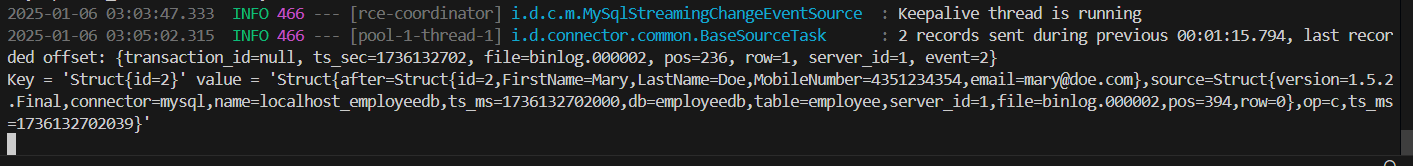 2025-01-06 03:03:47.333  INFO 466 --- [rce-coordinator] i.d.c.m.MySqlStreamingChangeEventSource  : Keepalive thread is running
2025-01-06 03:05:02.315  INFO 466 --- [pool-1-thread-1] i.d.connector.common.BaseSourceTask      : 2 records sent during previous 00:01:15.794, last recor
ded offset: {transaction_id=null, ts_sec=1736132702, file=binlog.000002, pos=236, row=1, server_id=1, event=2}
Key = 'Struct{id=2}' value = 'Struct{after=Struct{id=2,FirstName=Mary,LastName=Doe,MobileNumber=4351234354,email=mary@doe.com},source=Struct{version=1.5.2
.Final,connector=mysql,name=localhost_employeedb,ts_ms=1736132702000,db=employeedb,table=employee,server_id=1,file=binlog.000002,pos=394,row=0},op=c,ts_ms
=1736132702039}'